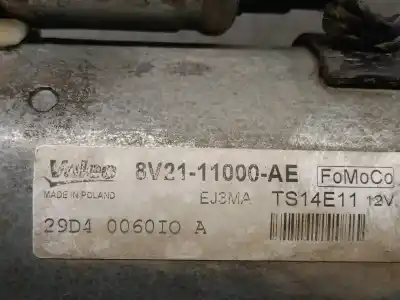 Valeo 8V21-11000-AE FoMoCo
MADE IN POLAND EJ3MA TS14E11 12V
29D4 0060IO A